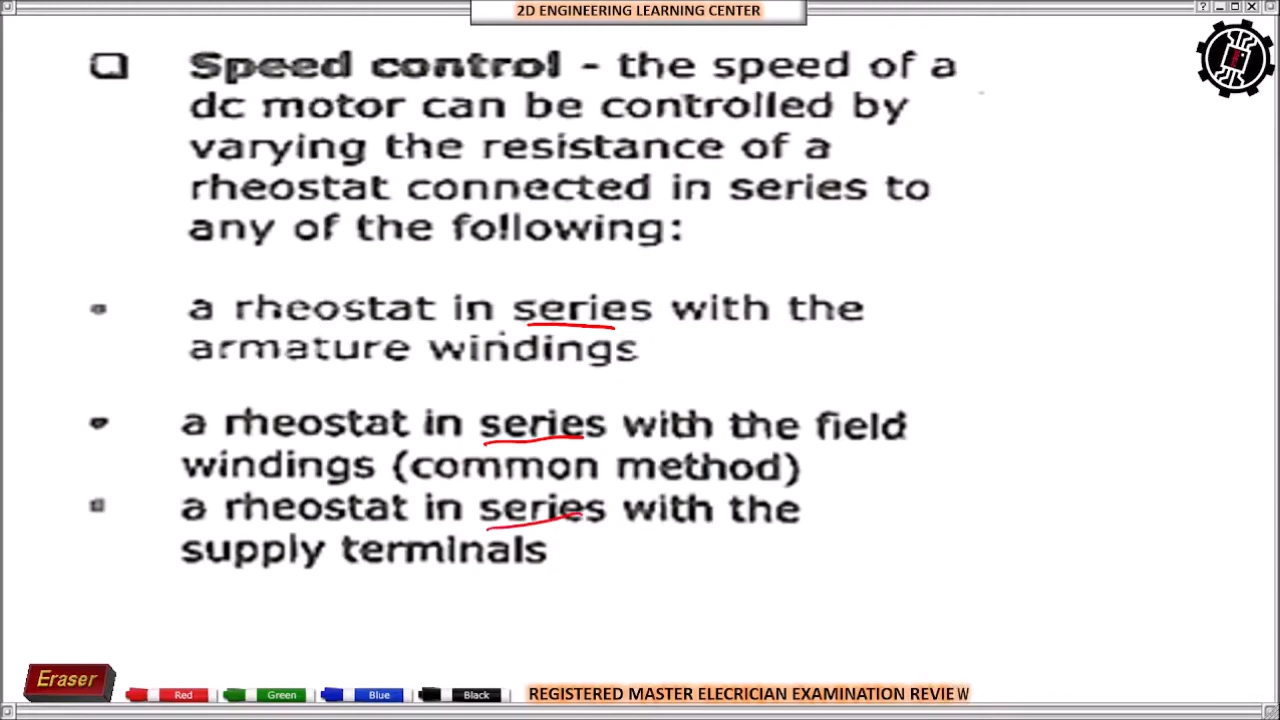 2D ENGINEERING LEARNING CENTER
Speed control - the speed of a
dc motor can be controlled by
varying the resistance of a
rheostat connected in series to
any of the following:
a rheostat in series with the
armature windings
a rheostat in series with the field
windings (common method)
a rheostat in series with the
supply terminals
Eraser
Red
Green
Blue
Black
REGISTERED MASTER ELECRICIAN EXAMINATION REVIEW